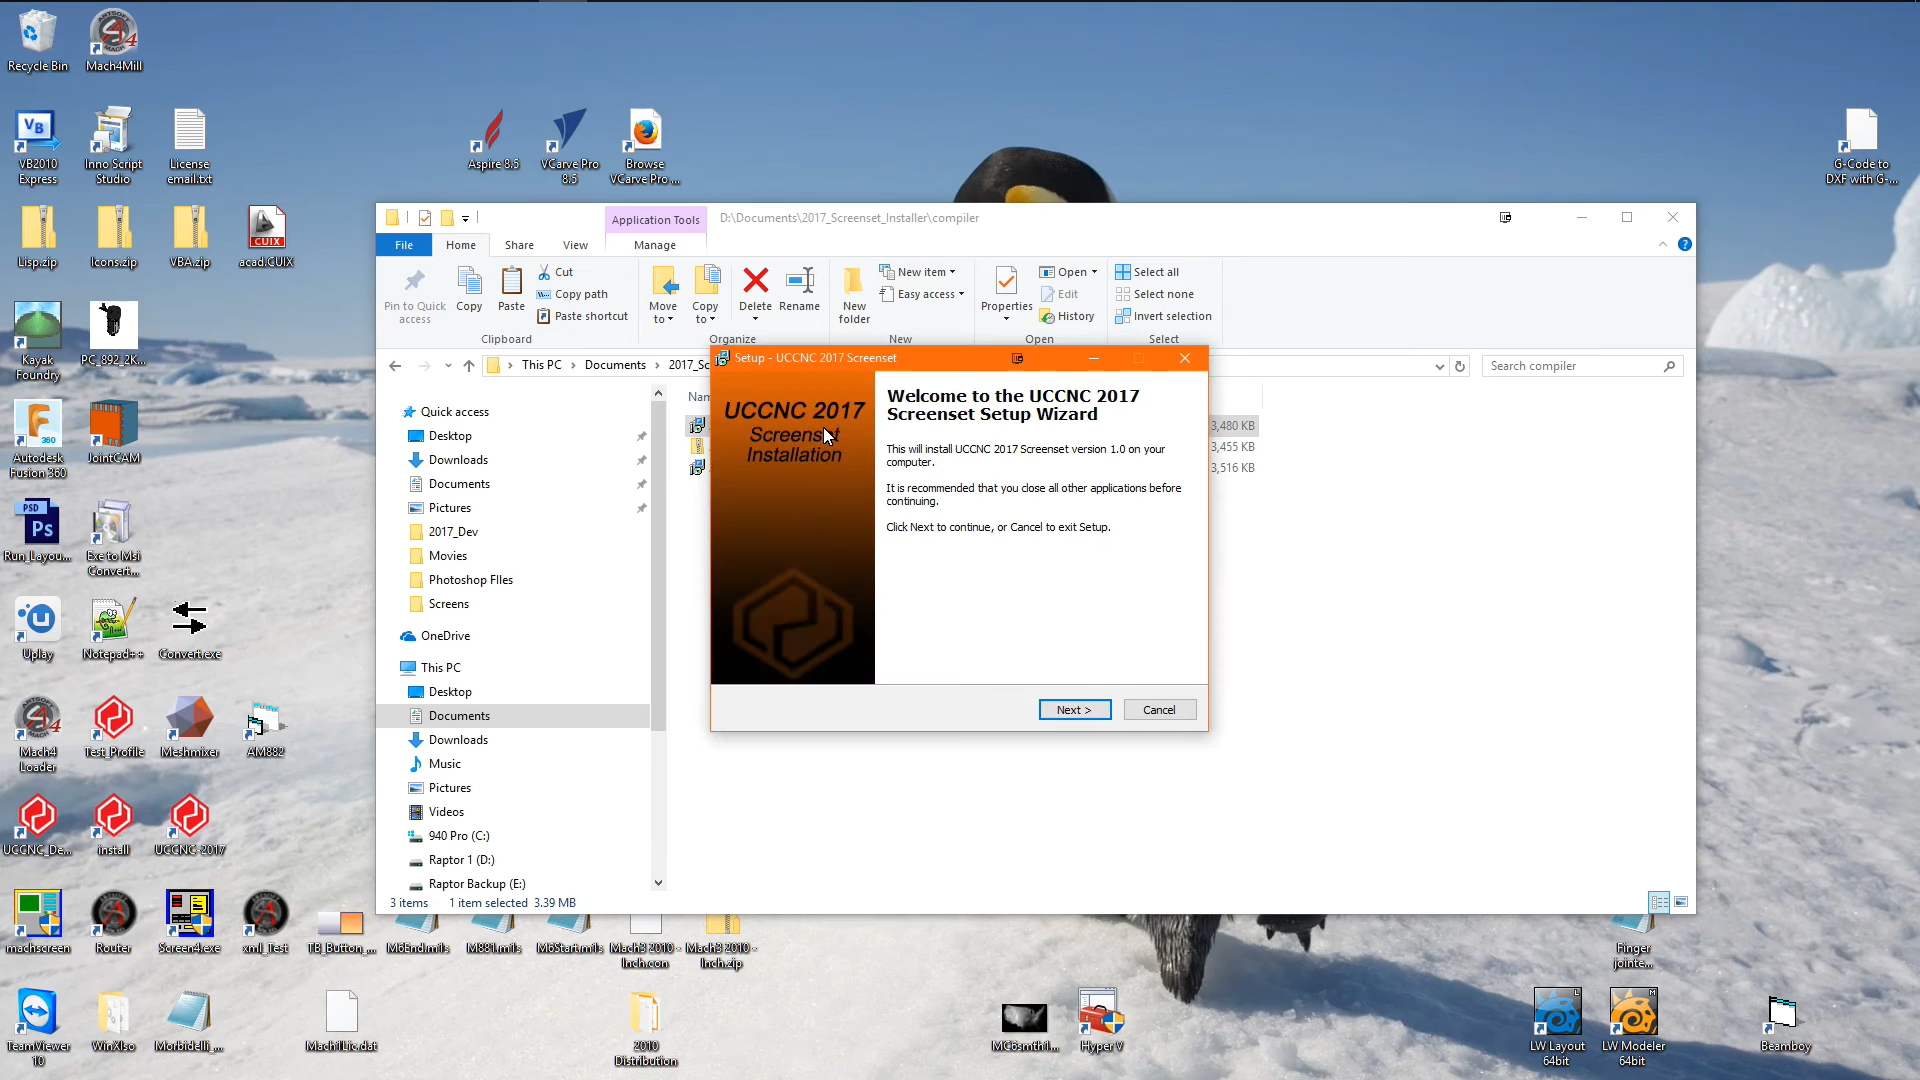 Recycle Bin
Mach4Mill
VB2010
Express
Inno Script
Studio
License
email.txt
Aspire 8.5
VCarve Pro
8.5
Browse
VCarve Pro ...
G-Code to
DXF with G-...
Lisp.zip
Icons.zip
VBA.zip
acad.CUIX
CUIX
Kayak
Foundry
PC_892_2K...
Autodesk
Fusion 360
JointCAM
Run_Layou...
Exe to Msi
Convert...
Uplay
Notepad++
Convert.exe
Mach4
Loader
Test_Profile
Meshmixer
AM882
UCCNC_De...
install
UCCNC-2017
machscreen
Router
Screen4.exe
xml_Test
TB_Button_...
M6End.m1s
M881.m1s
M6Start.m1s
Mach3 2010 -
Inch.con
Mach3 2010 -
Inch.zip
Finger
jointe...
TeamViewer
10
WinXIso
Morbidelli_...
Mach1Lic.dat
2010
Distribution
MC6smth1...
Hyper V
LW Layout
64bit
LW Modeler
64bit
Beamboy
Application Tools
D:\Documents\2017_Screenset_Installer\compiler
File
Home
Share
View
Manage
Pin to Quick
access
Copy
Paste
Cut
Copy path
Paste shortcut
Clipboard
Move
to
Copy
to
Delete
Rename
Organize
New
folder
New item
Easy access
New
Properties
Open
Edit
History
Open
Select all
Select none
Invert selection
Select
This PC
Documents
2017_Sc
Search compiler
Quick access
Desktop
Downloads
Documents
Pictures
2017_Dev
Movies
Photoshop FIles
Screens
OneDrive
This PC
Desktop
Documents
Downloads
Music
Pictures
Videos
940 Pro (C:)
Raptor 1 (D:)
Raptor Backup (E:)
3 items
1 item selected 3.39 MB
3,480 KB
3,455 KB
3,516 KB
Setup - UCCNC 2017 Screenset
UCCNC 2017
Screenset
Installation
Welcome to the UCCNC 2017
Screenset Setup Wizard
This will install UCCNC 2017 Screenset version 1.0 on your
computer.
It is recommended that you close all other applications before
continuing.
Click Next to continue, or Cancel to exit Setup.
Next >
Cancel